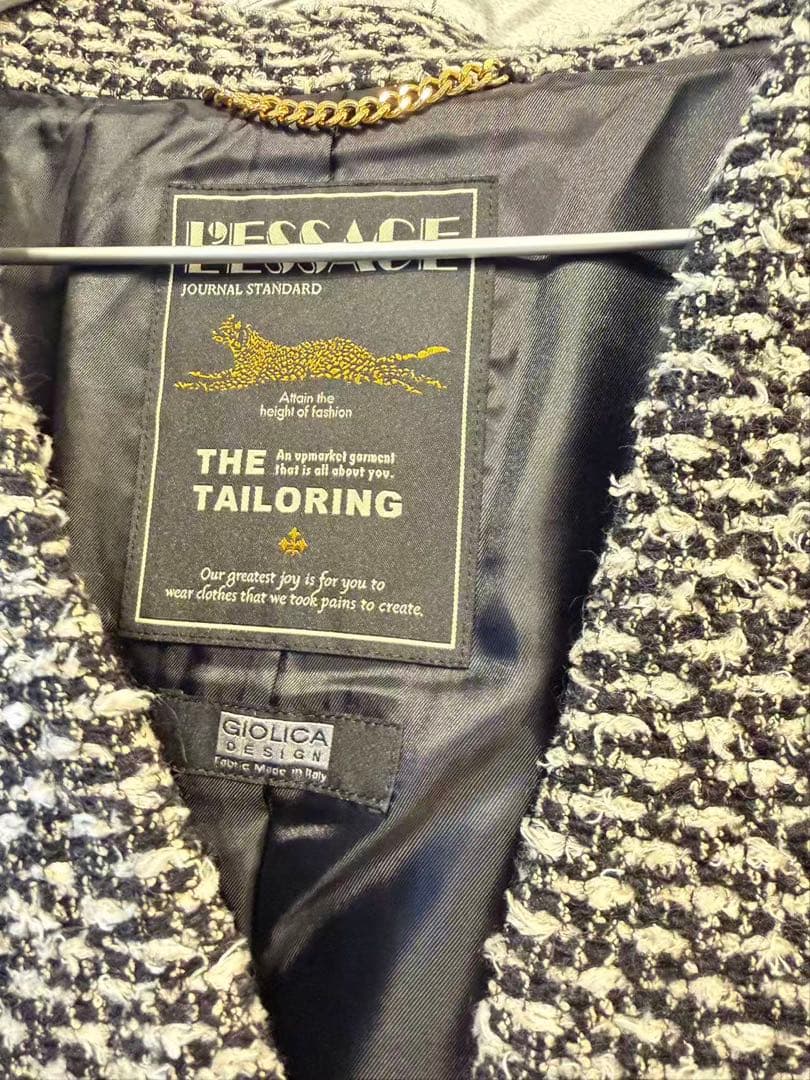 L'ESSAGE
JOURNAL STANDARD
Attain the
height of fashion
THE An upmarket garment
that is all about you.
TAILORING
Our greatest joy is for you to
wear clothes that we took pains to create.
GIOLICA
DESIGN
Fabric Made in Italy